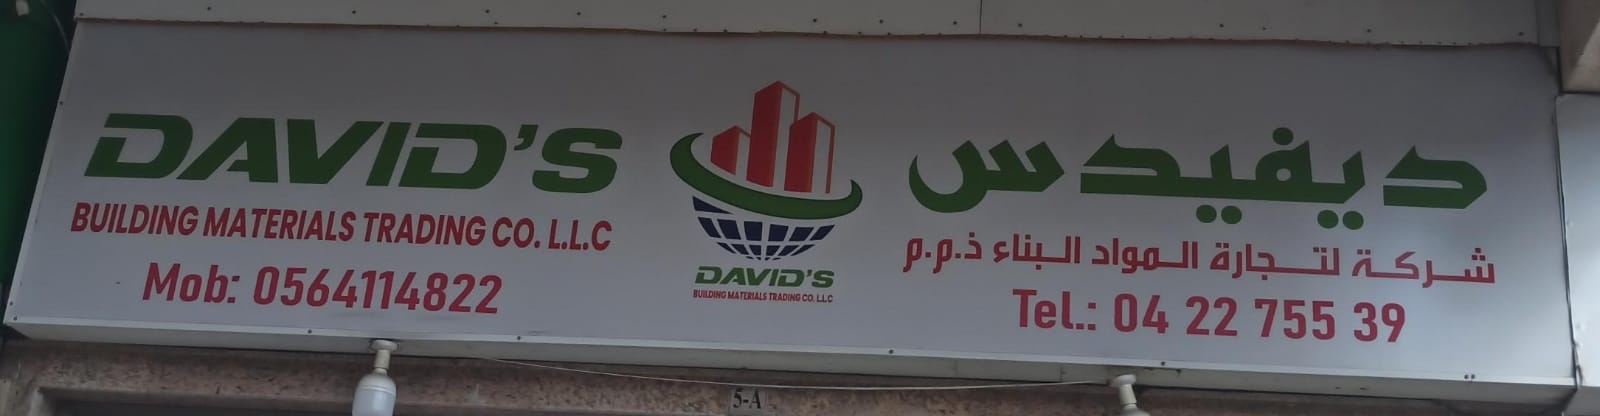 DAVID'S
BUILDING MATERIALS TRADING CO. L.L.C
Mob: 0564114822
DAVID'S
BUILDING MATERIALS TRADING CO. L.L.C
ديفيدس
شركة لتجارة المواد البناء ذ.م.م
Tel.: 04 22 755 39
5-A